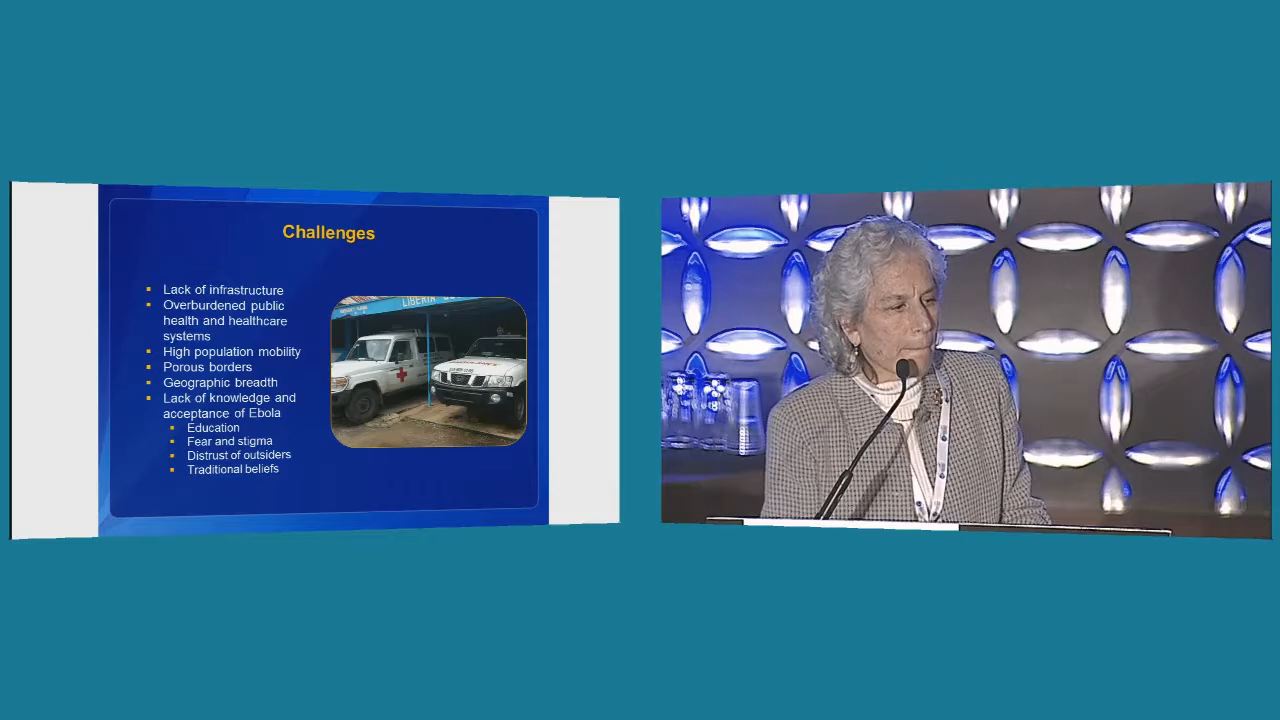 Challenges
Lack of infrastructure
Overburdened public
health and healthcare
systems
High population mobility
Porous borders
Geographic breadth
Lack of knowledge and
acceptance of Ebola
Education
Fear and stigma
Distrust of outsiders
Traditional beliefs
LIBERIA